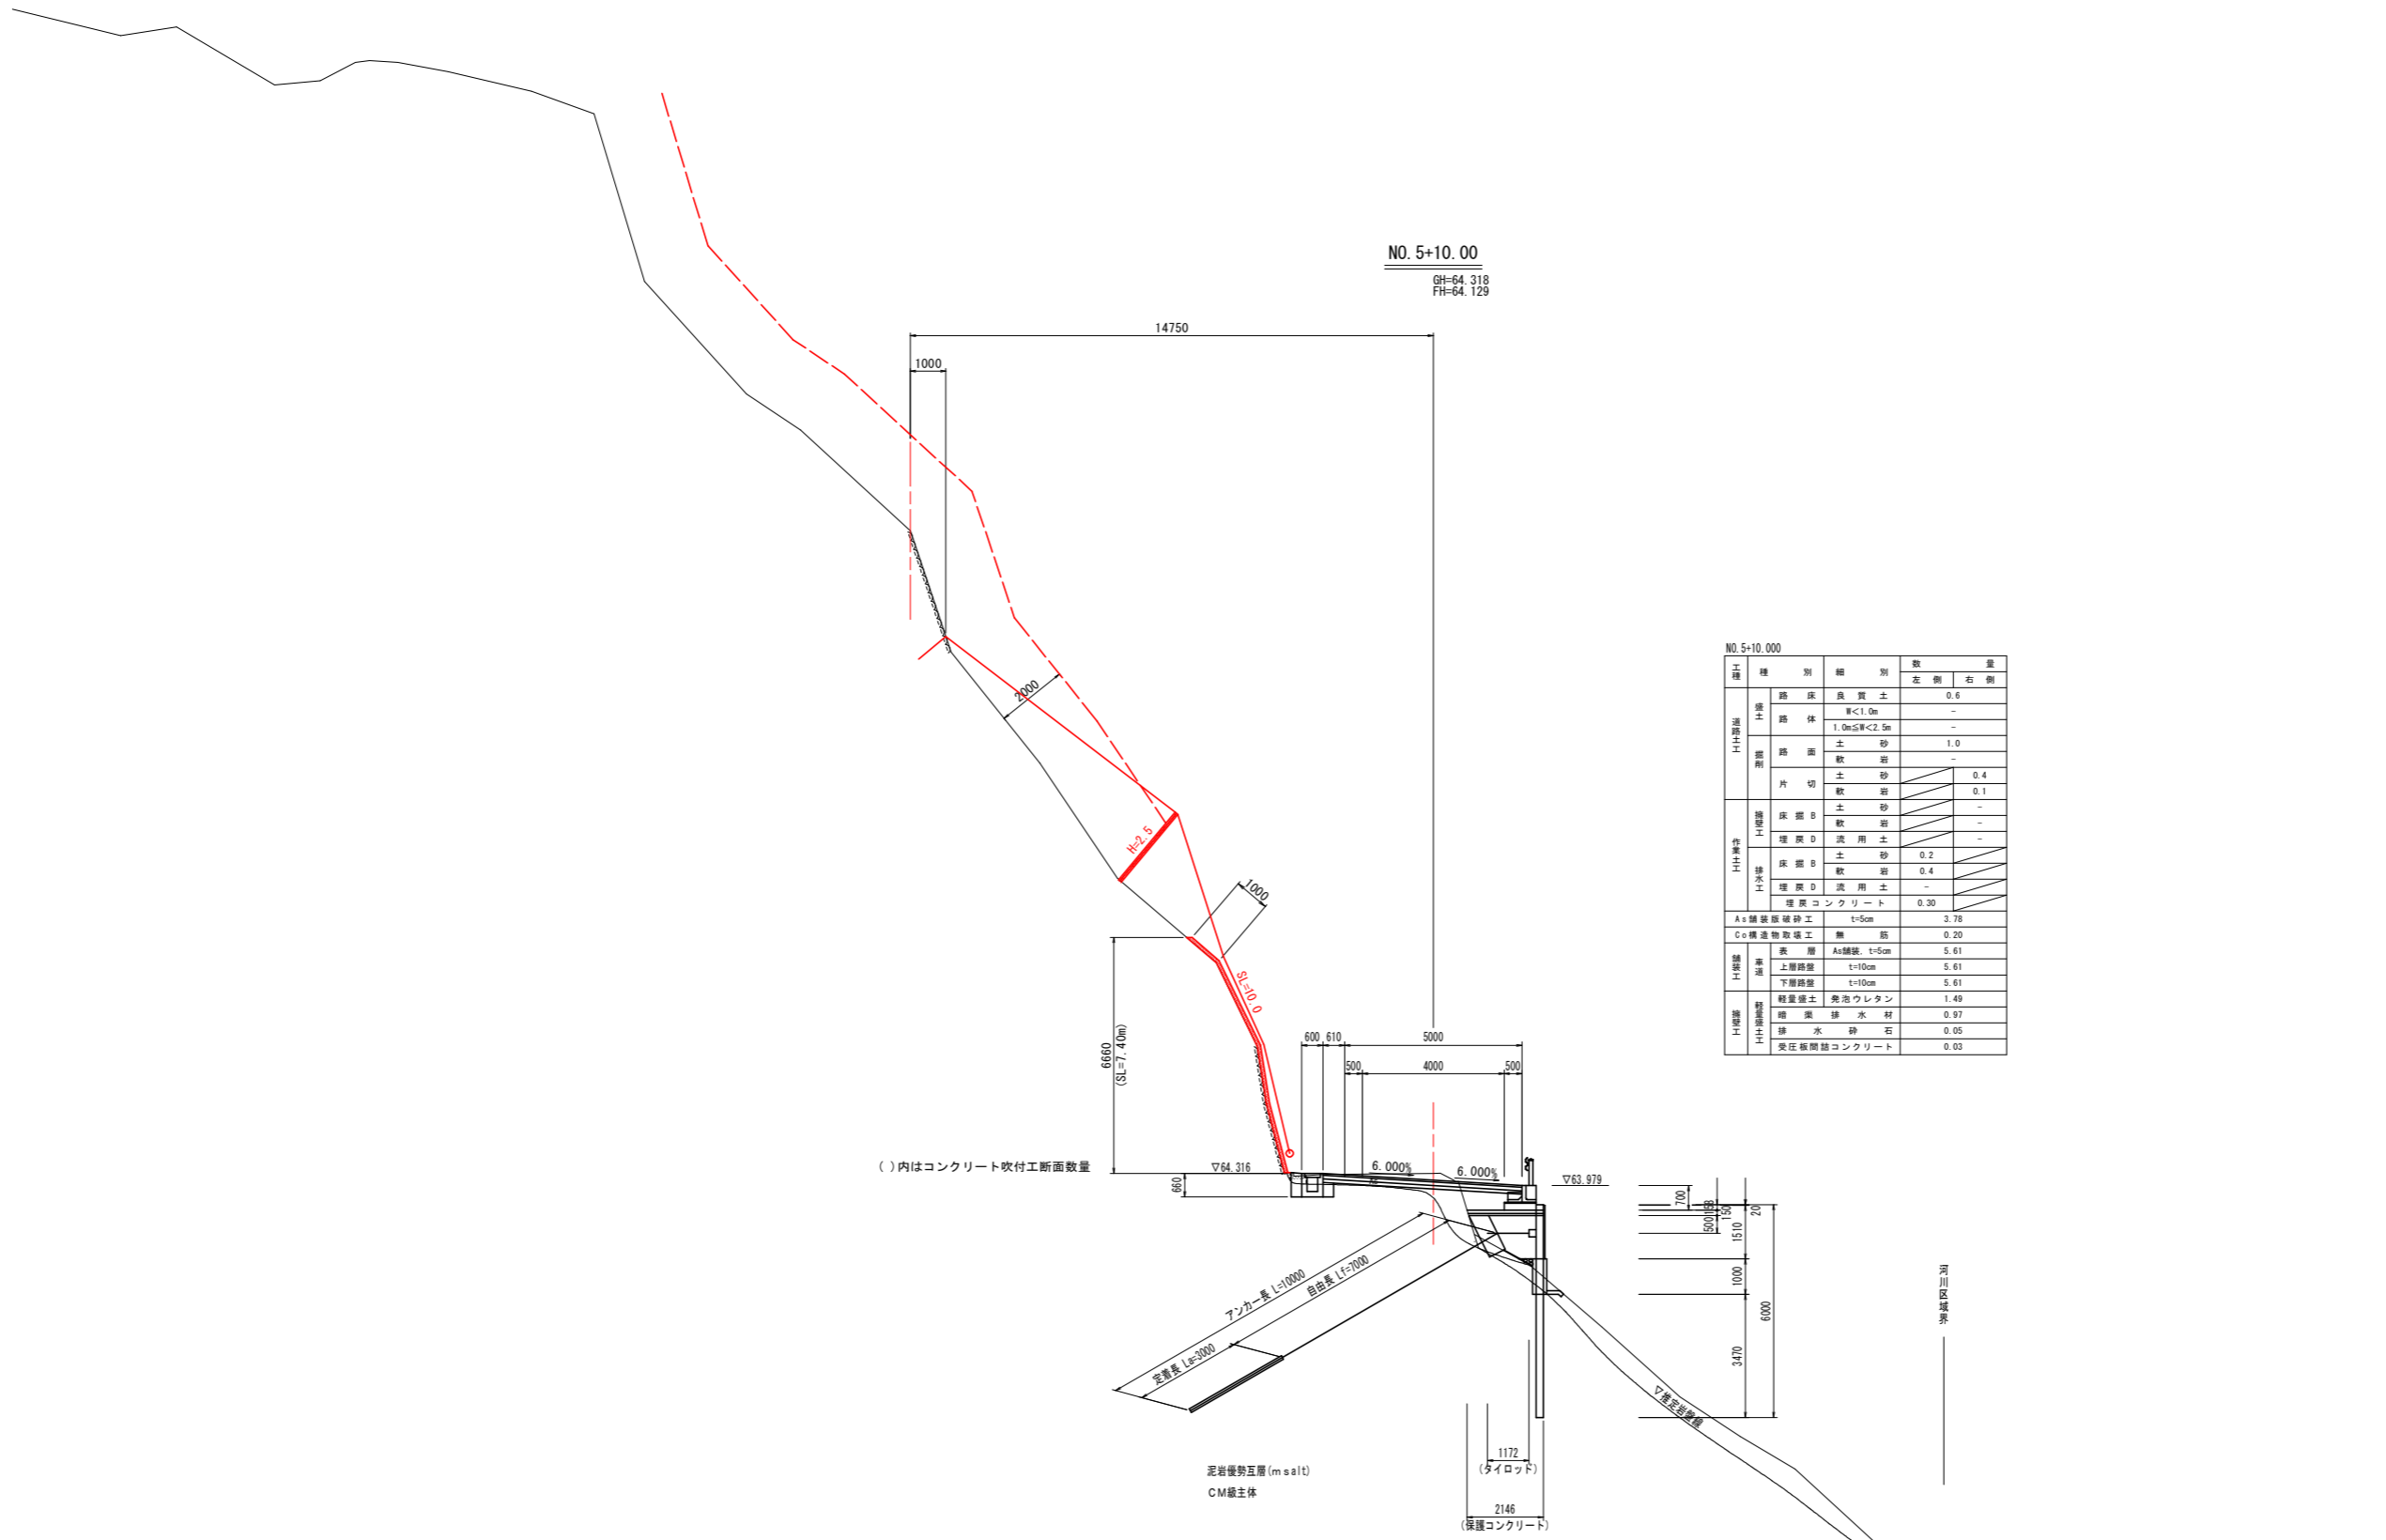 NO.5+10.00
GH=64.318
FH=64.129
14750
1000
2000
H=2.5
1000
SL=10.0
6660
(SL=7.40m)
600 610 5000
500 4000 500
( )内はコンクリート吹付工断面数量
▽64.316
660
6.000%
6.000%
▽63.979
700
158
150
20
500
1510
1000
6000
3470
アンカー長 L=10000
自由長 Lf=7000
定着長 La=3000
▽推定岩盤線
河川区域界
1172
(タイロッド)
2146
(保護コンクリート)
泥岩優勢互層(msalt)
CM級主体
NO.5+10.000
工種 種別 細別 数量
左側 右側
道路土工 盛土 路床 良質土 0.6
路体 W<1.0m -
1.0m≦W<2.5m -
掘削 路面 土砂 1.0
軟岩 -
片切 土砂 0.4
軟岩 0.1
作業土工 擁壁工 床掘B 土砂 -
軟岩 -
埋戻D 流用土 -
排水工 床掘B 土砂 0.2
軟岩 0.4
埋戻D 流用土 -
埋戻コンクリート 0.30
As舗装版破砕工 t=5cm 3.78
Co構造物取壊工 無筋 0.20
舗装工 車道 表層 As舗装. t=5cm 5.61
上層路盤 t=10cm 5.61
下層路盤 t=10cm 5.61
擁壁工 軽量盛土工 軽量盛土 発泡ウレタン 1.49
暗渠排水材 0.97
排水砕石 0.05
受圧板間詰コンクリート 0.03